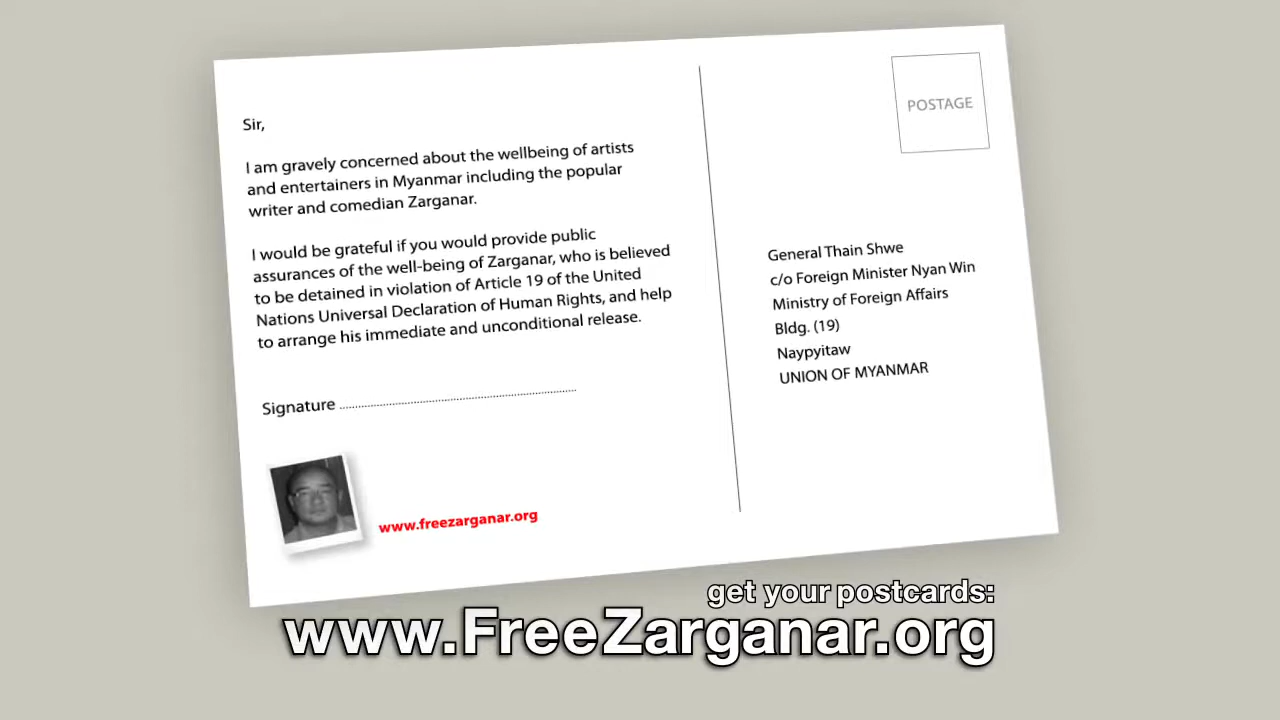 Sir,
I am gravely concerned about the wellbeing of artists
and entertainers in Myanmar including the popular
writer and comedian Zarganar.
I would be grateful if you would provide public
assurances of the well-being of Zarganar, who is believed
to be detained in violation of Article 19 of the United
Nations Universal Declaration of Human Rights, and help
to arrange his immediate and unconditional release.
Signature
www.freezarganar.org
POSTAGE
General Thain Shwe
c/o Foreign Minister Nyan Win
Ministry of Foreign Affairs
Bldg. (19)
Naypyitaw
UNION OF MYANMAR
get your postcards:
www.FreeZarganar.org